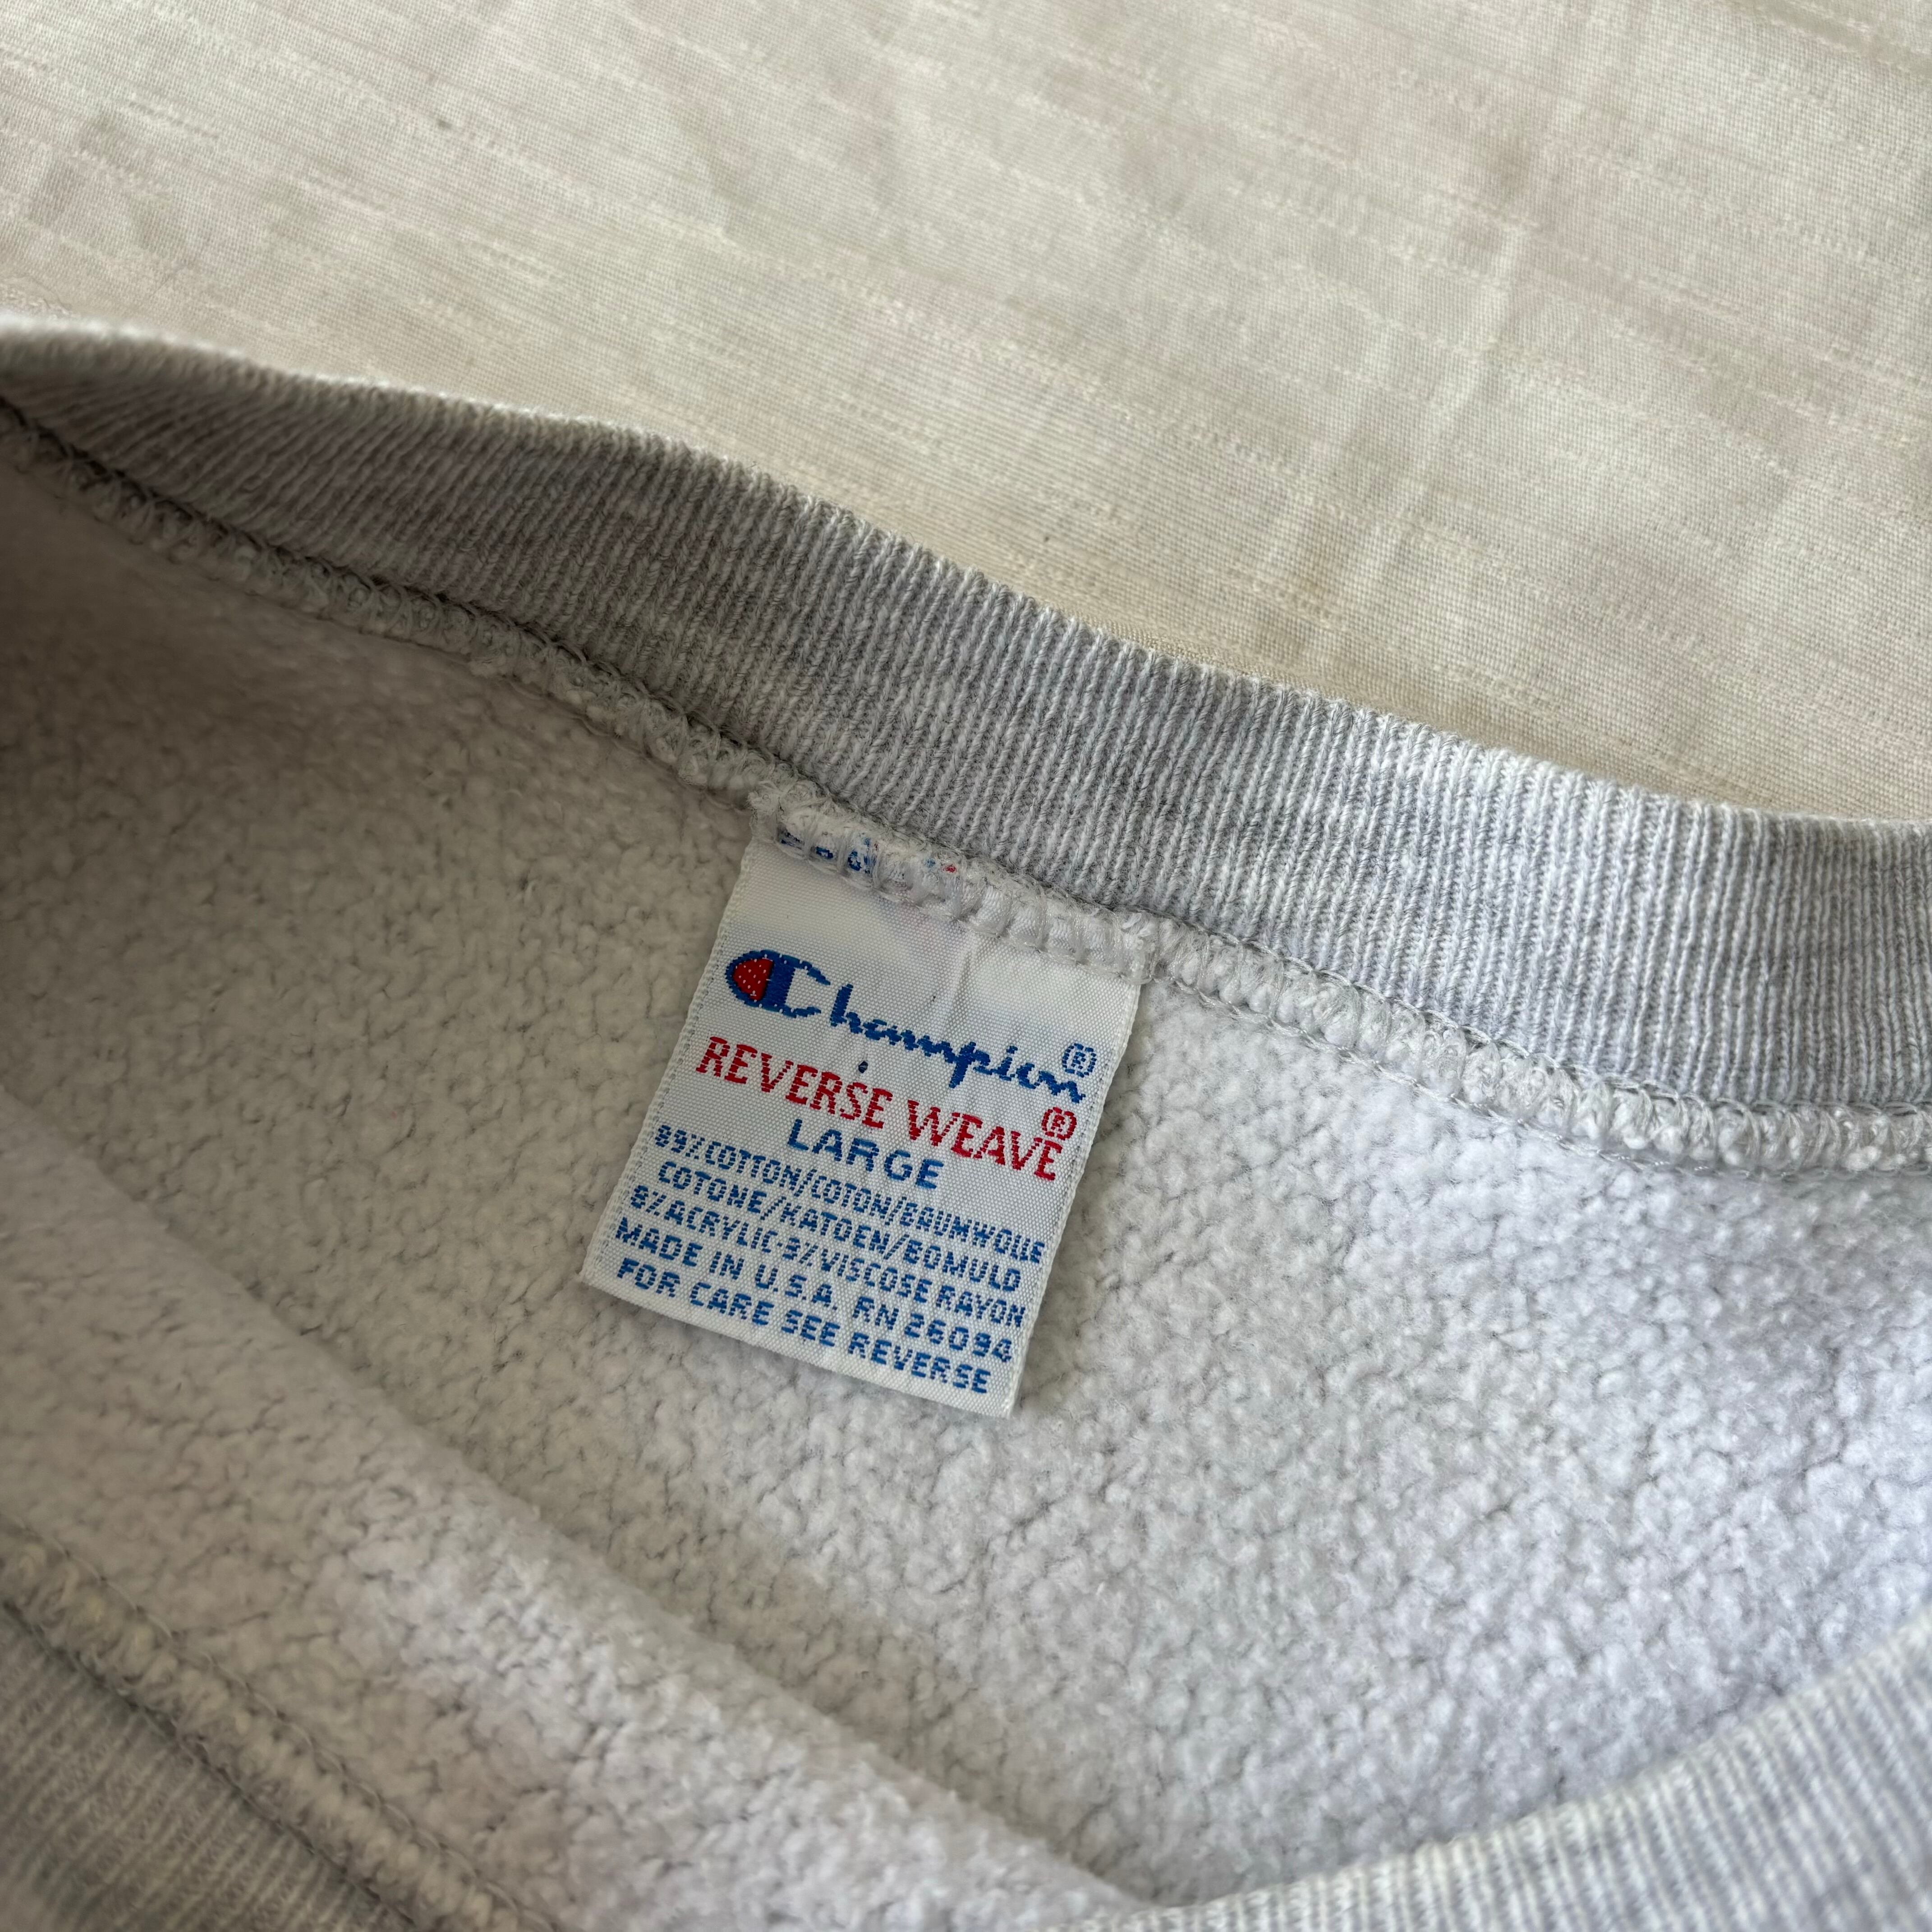 Champion®
REVERSE WEAVE®
LARGE
89%COTTON/COTON/BAUMWOLLE
COTONE/KATOEN/BOMULD
8%ACRYLIC-3%VISCOSE RAYON
MADE IN U.S.A. RN 26094
FOR CARE SEE REVERSE